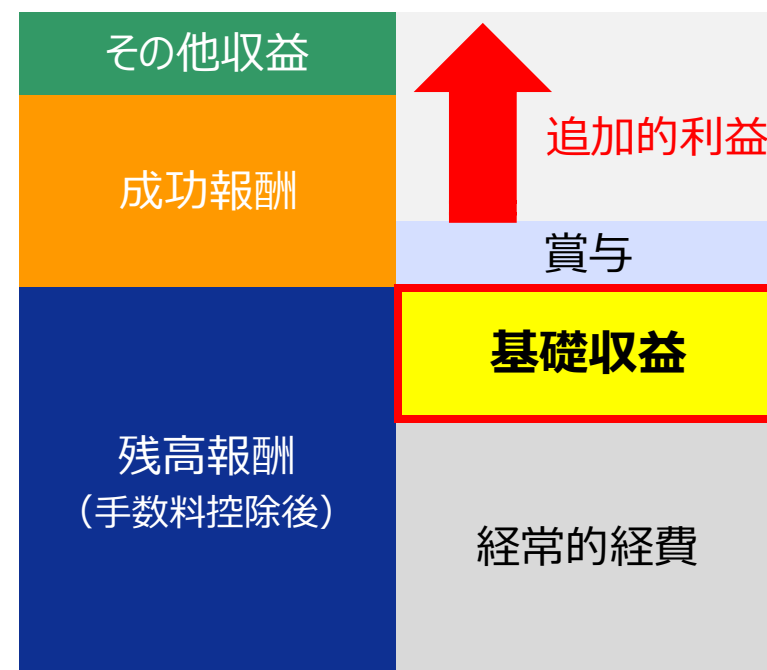 その他収益
成功報酬
残高報酬
（手数料控除後）
追加的利益
賞与
基礎収益
経常的経費